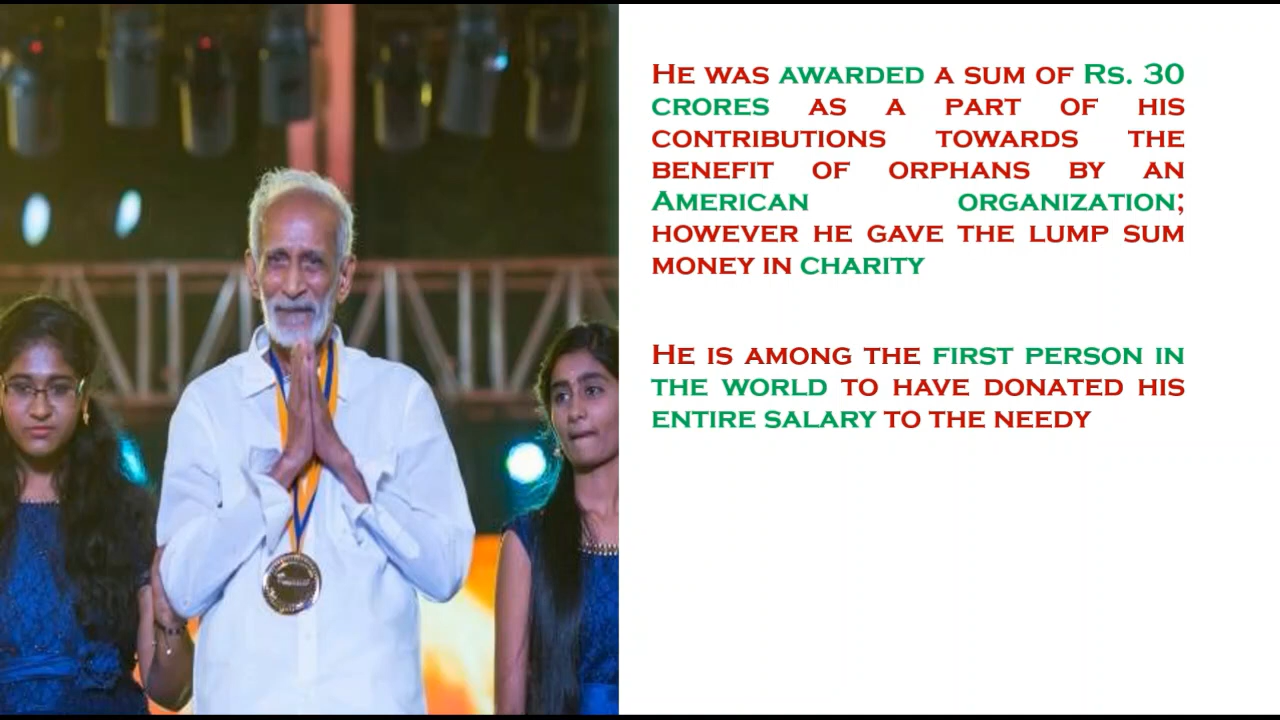 He was awarded a sum of Rs. 30
crores as a part of his
contributions towards the
benefit of orphans by an
American organization;
however he gave the lump sum
money in charity
He is among the first person in
the world to have donated his
entire salary to the needy